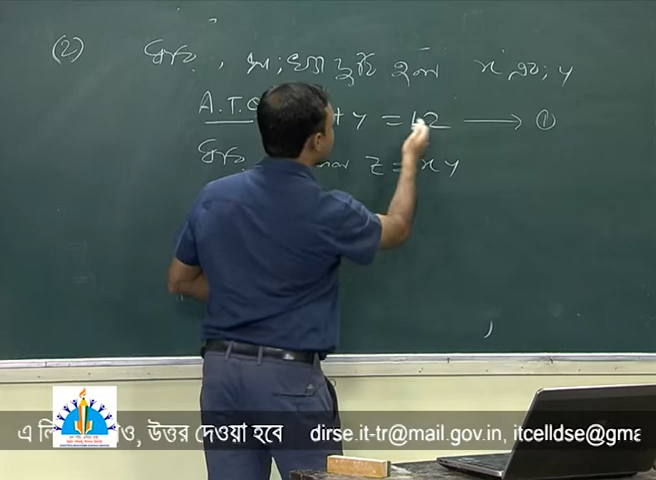 (2) ধরি, সংখ্যা দুটি হল x এবং y
A.T.Q + y = 12 → ①
ধরি z = xy
এ লি ও, উত্তর দেওয়া হবে dirse.it-tr@mail.gov.in, itcelldse@gma